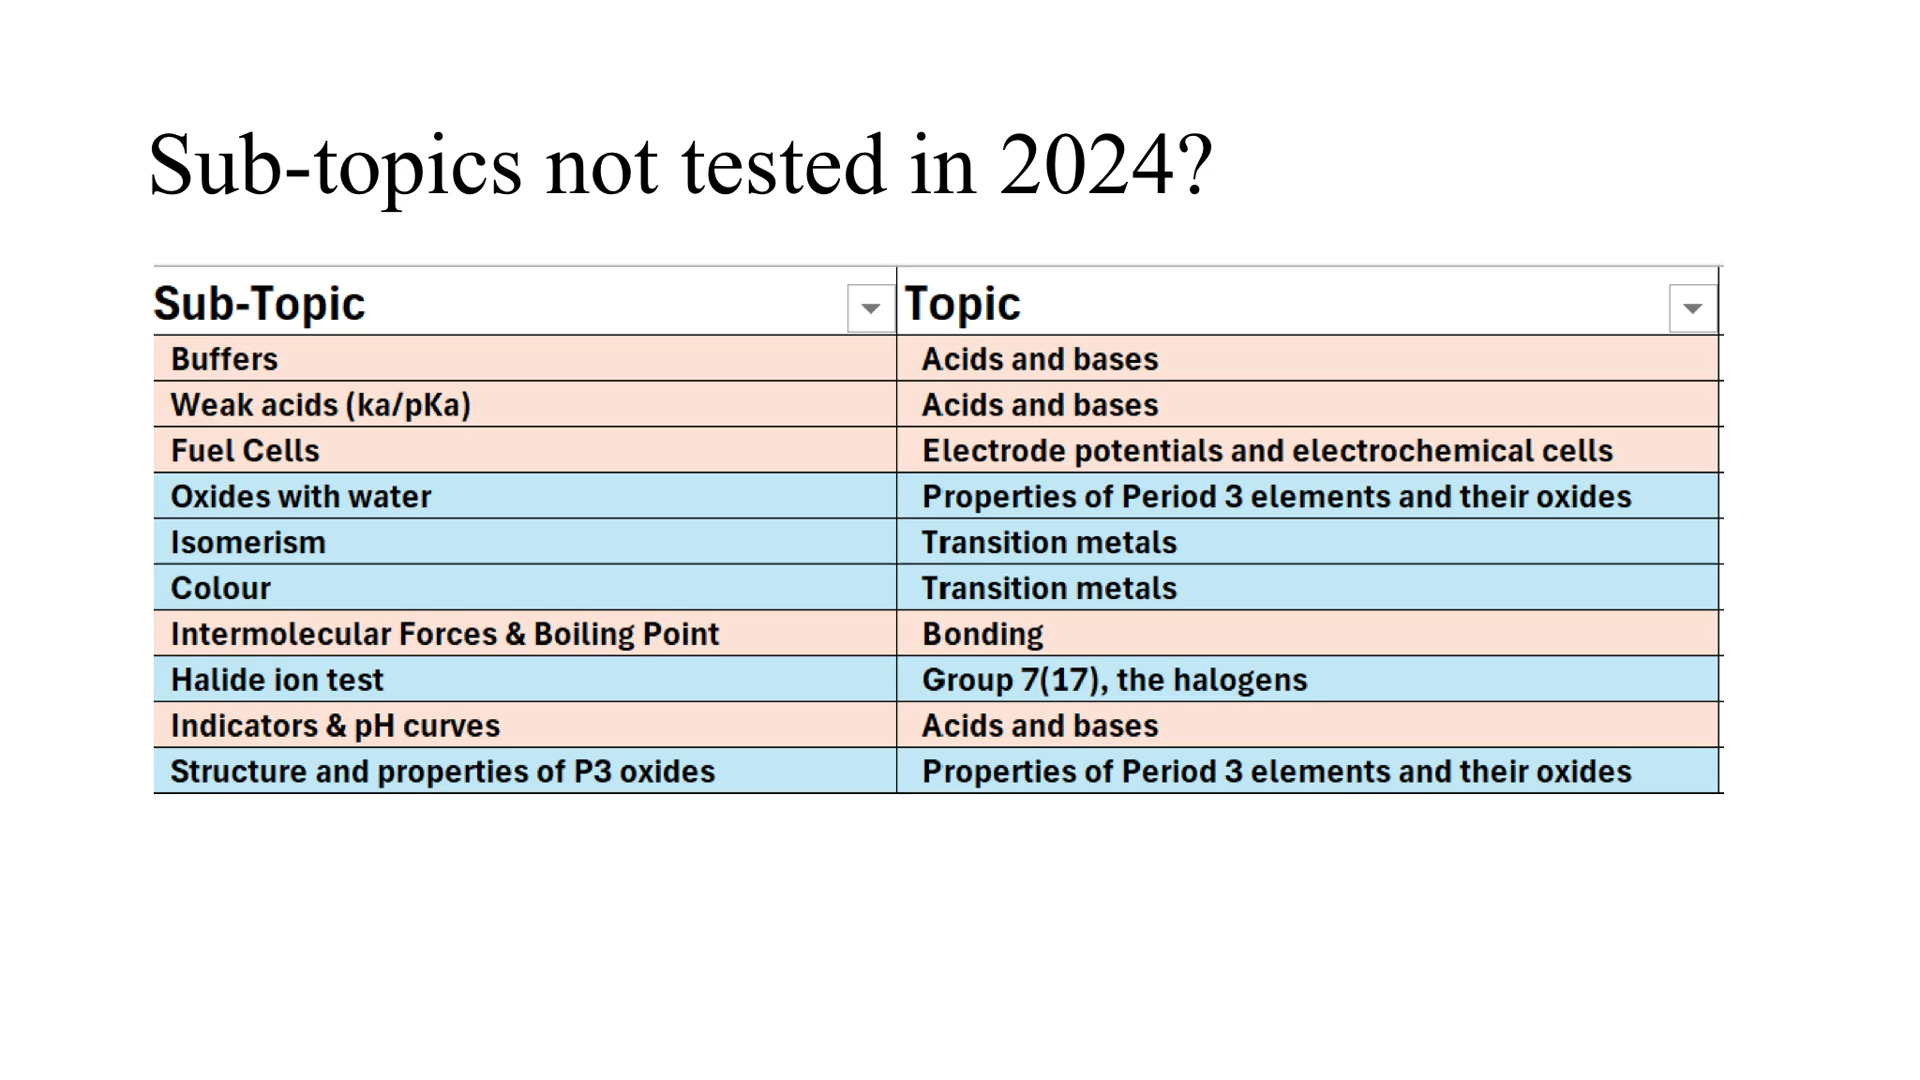 Sub-topics not tested in 2024?
Sub-Topic Topic
Buffers Acids and bases
Weak acids (ka/pKa) Acids and bases
Fuel Cells Electrode potentials and electrochemical cells
Oxides with water Properties of Period 3 elements and their oxides
Isomerism Transition metals
Colour Transition metals
Intermolecular Forces & Boiling Point Bonding
Halide ion test Group 7(17), the halogens
Indicators & pH curves Acids and bases
Structure and properties of P3 oxides Properties of Period 3 elements and their oxides